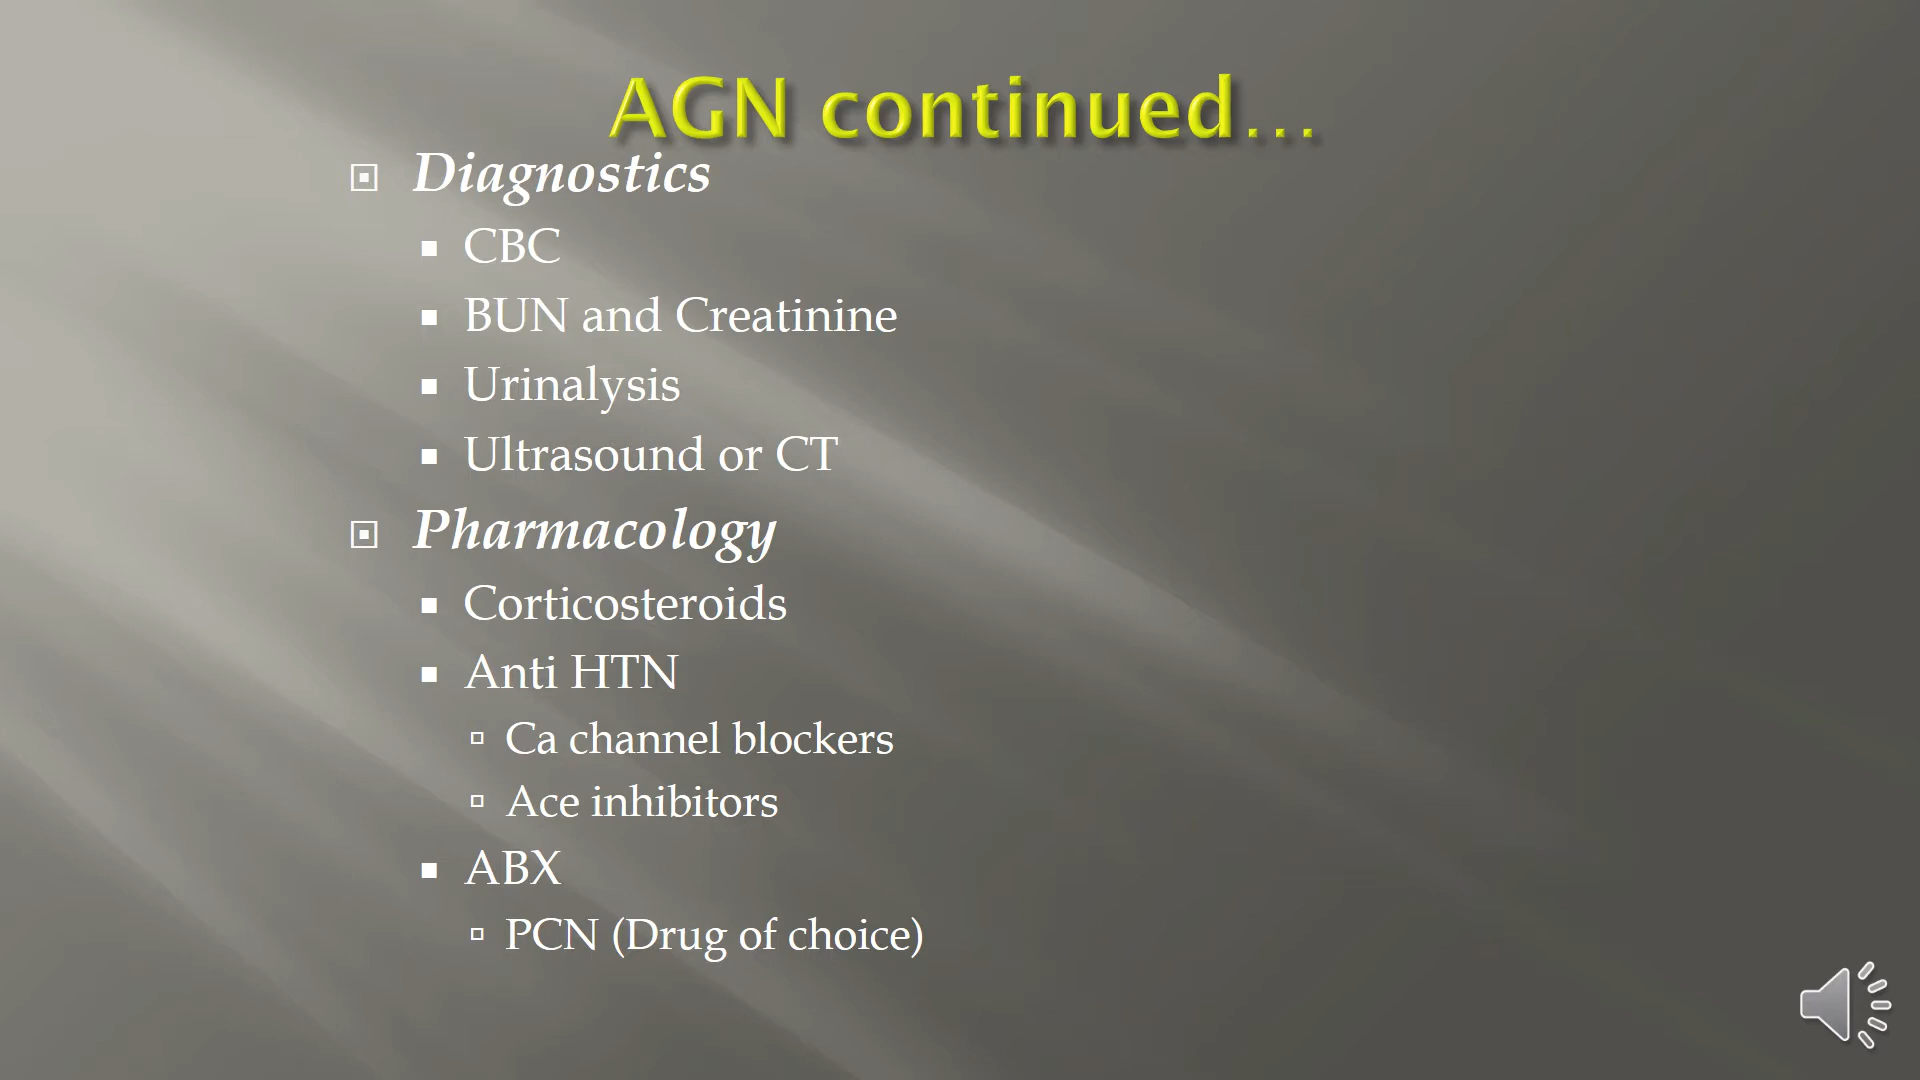 AGN continued...
Diagnostics
CBC
BUN and Creatinine
Urinalysis
Ultrasound or CT
Pharmacology
Corticosteroids
Anti HTN
Ca channel blockers
Ace inhibitors
ABX
PCN (Drug of choice)